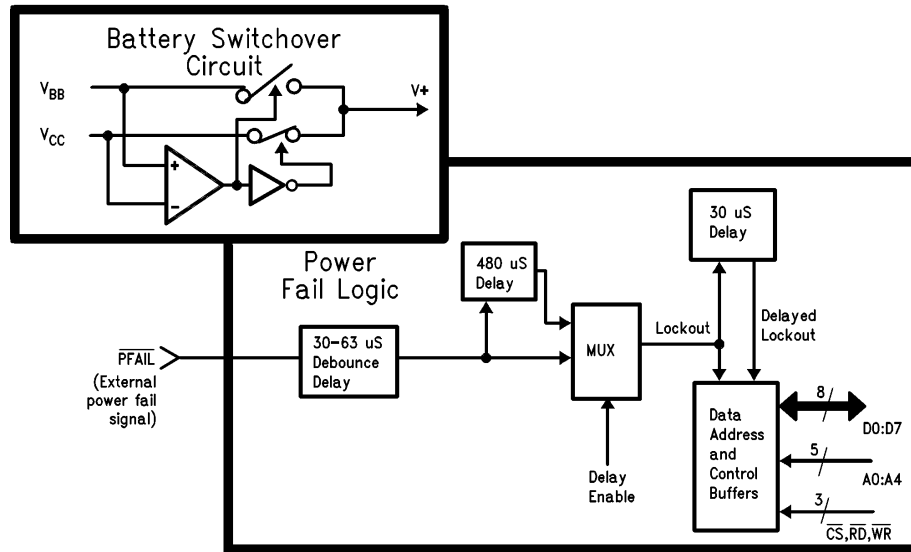 Battery Switchover
Circuit
VBB
VCC
V+
+
−
Power
Fail Logic
30 uS
Delay
480 uS
Delay
30–63 uS
Debounce
Delay
PFAIL
(External
power fail
signal)
MUX
Lockout
Delayed
Lockout
Delay
Enable
Data
Address
and
Control
Buffers
8
D0:D7
5
A0:A4
3
CS,RD,WR